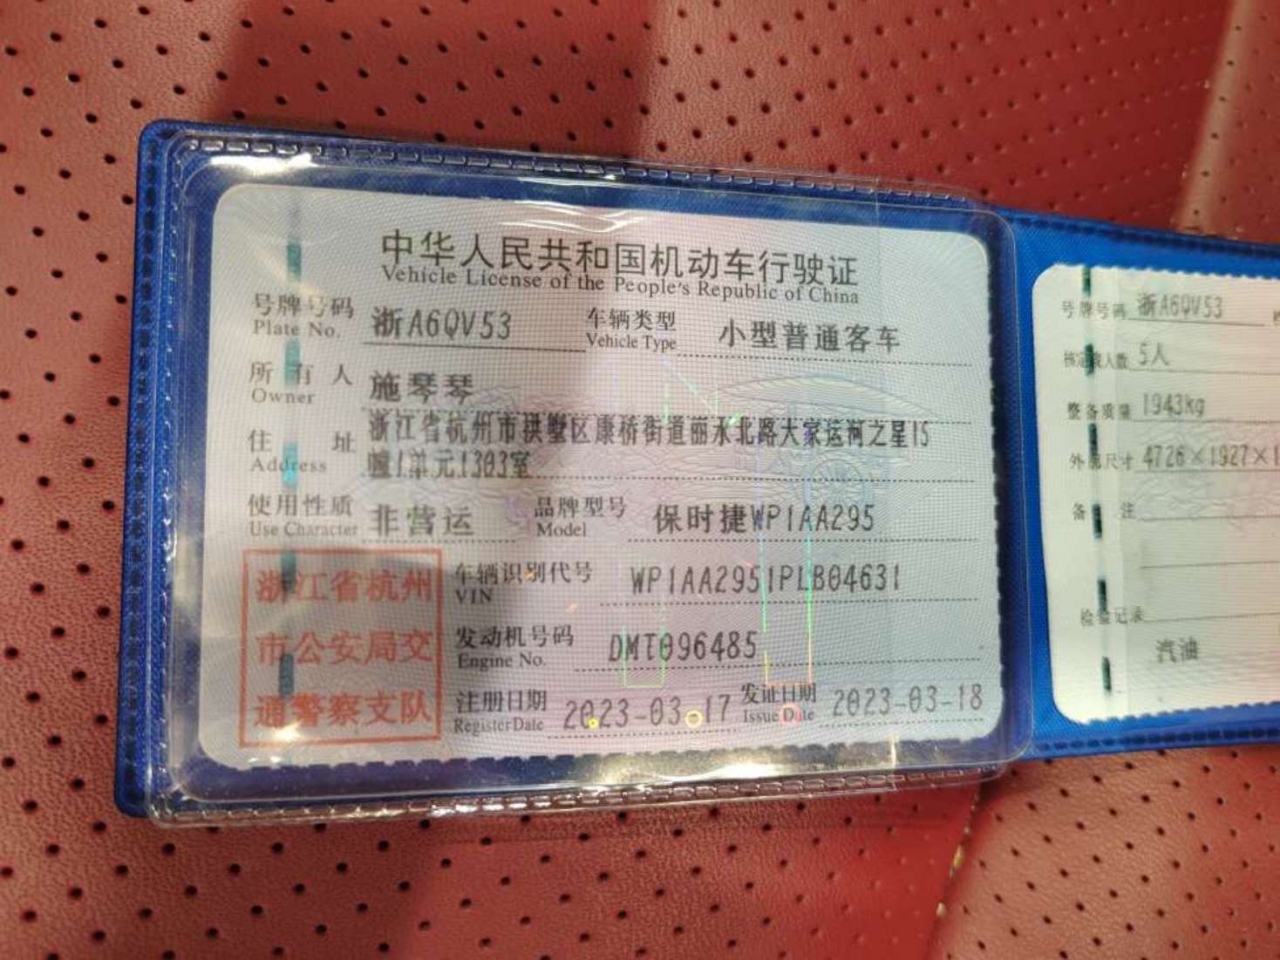 中华人民共和国机动车行驶证
Vehicle License of the People's Republic of China
号牌号码 浙A6QV53 车辆类型 小型普通客车
Plate No. Vehicle Type
所有人 施琴琴
Owner
住址 浙江省杭州市拱墅区康桥街道丽水北路大家运河之星15
Address 幢1单元1303室
使用性质 非营运 品牌型号 保时捷WP1AA295
Use Character Model
浙江省杭州
市公安局交
通警察支队
车辆识别代号 WP1AA2951PLB04631
VIN
发动机号码 DMT096485
Engine No.
注册日期 2023-03-17 发证日期 2023-03-18
Register Date Issue Date
号牌号码 浙A6QV53
核定载人数 5人
整备质量 1943kg
外廓尺寸 4726×1927×1
备注
检验记录
汽油